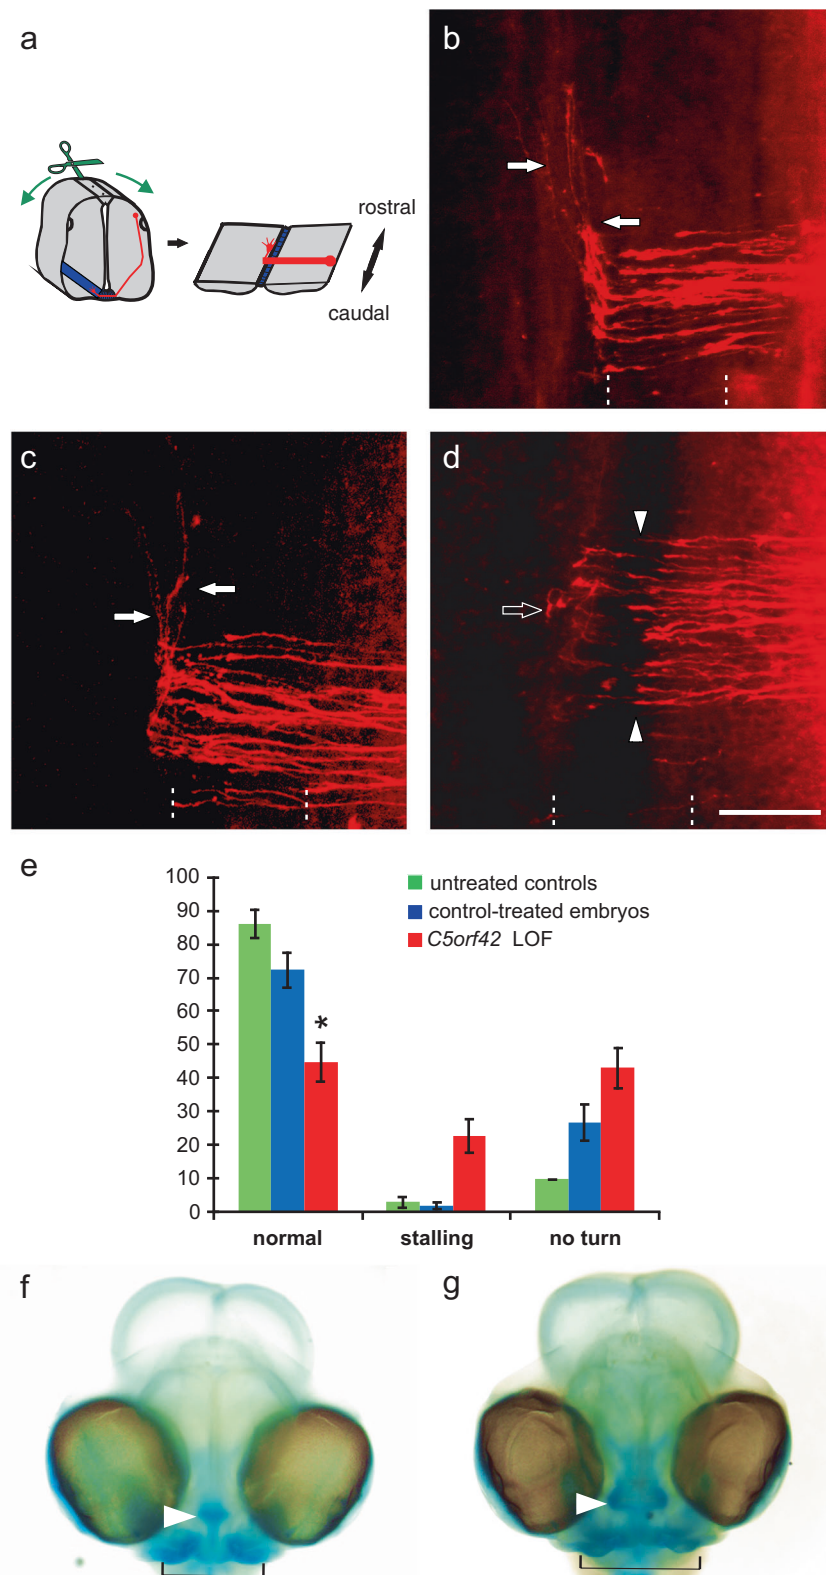 a
rostral
caudal
b
c
d
e
100
90
80
70
60
50
40
30
20
10
0
untreated controls
control-treated embryos
C5orf42 LOF
*
normal
stalling
no turn
f
g